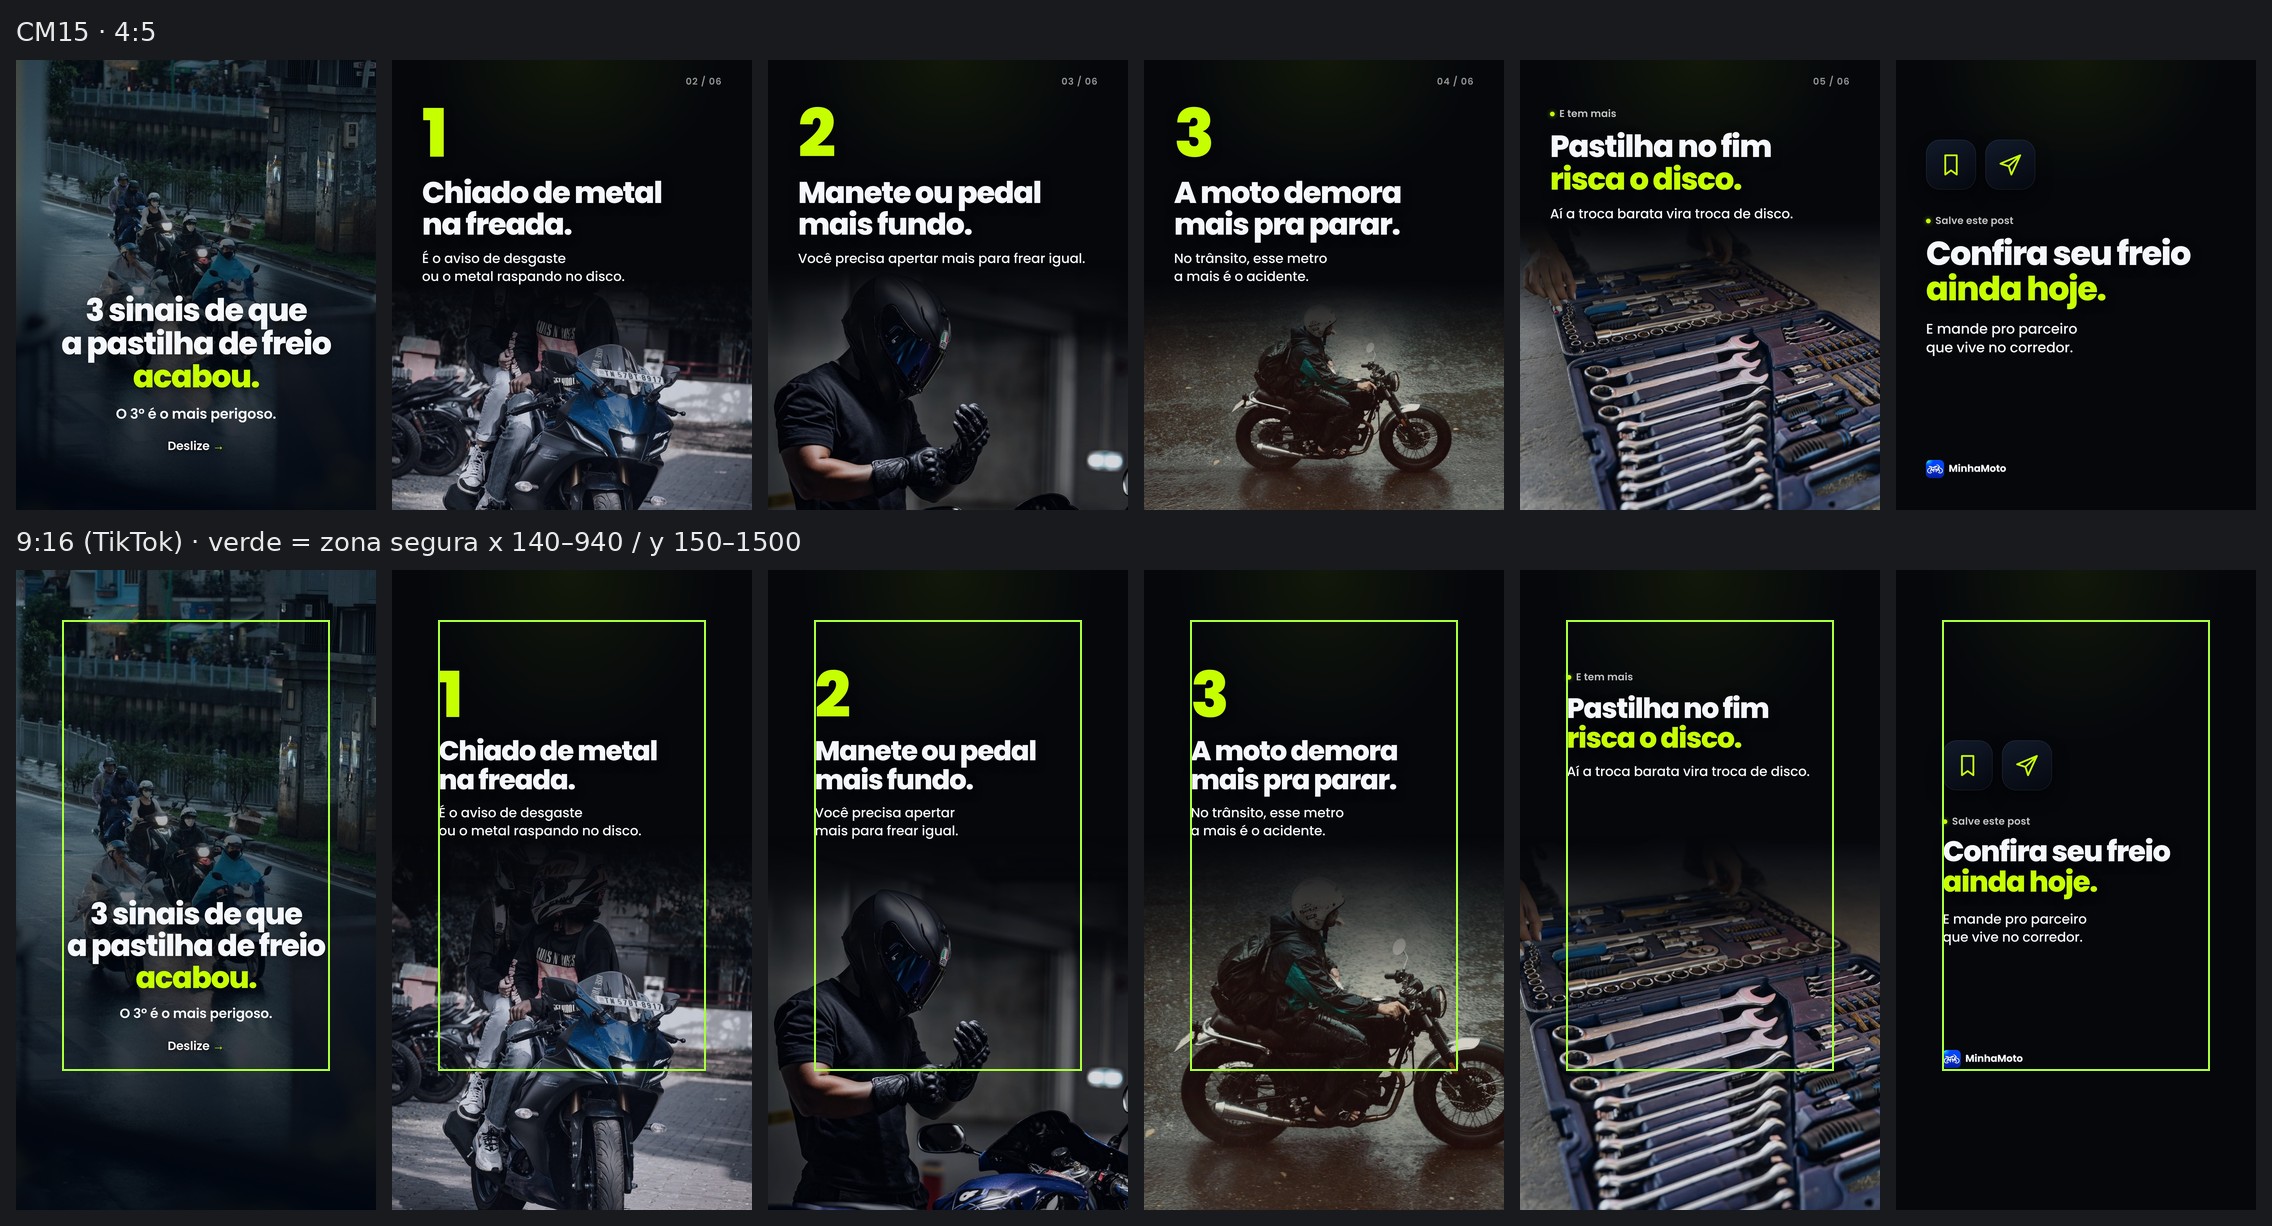 CM15 · 4:5
3 sinais de que
a pastilha de freio
acabou.
O 3º é o mais perigoso.
Deslize →
02 / 06
1
Chiado de metal
na freada.
É o aviso de desgaste
ou o metal raspando no disco.
03 / 06
2
Manete ou pedal
mais fundo.
Você precisa apertar mais para frear igual.
04 / 06
3
A moto demora
mais pra parar.
No trânsito, esse metro
a mais é o acidente.
05 / 06
E tem mais
Pastilha no fim
risca o disco.
Aí a troca barata vira troca de disco.
Salve este post
Confira seu freio
ainda hoje.
E mande pro parceiro
que vive no corredor.
MinhaMoto
9:16 (TikTok) · verde = zona segura x 140–940 / y 150–1500
3 sinais de que
a pastilha de freio
acabou.
O 3º é o mais perigoso.
Deslize →
1
Chiado de metal
na freada.
É o aviso de desgaste
ou o metal raspando no disco.
2
Manete ou pedal
mais fundo.
Você precisa apertar
mais para frear igual.
3
A moto demora
mais pra parar.
No trânsito, esse metro
a mais é o acidente.
E tem mais
Pastilha no fim
risca o disco.
Aí a troca barata vira troca de disco.
Salve este post
Confira seu freio
ainda hoje.
E mande pro parceiro
que vive no corredor.
MinhaMoto